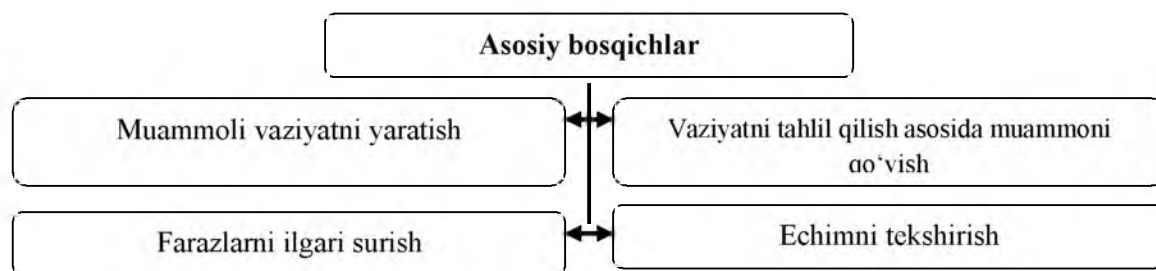 Asosiy bosqichlar
Muammoli vaziyatni yaratish
Vaziyatni tahlil qilish asosida muammoni
qo‘yish
Farazlarni ilgari surish
Echimni tekshirish